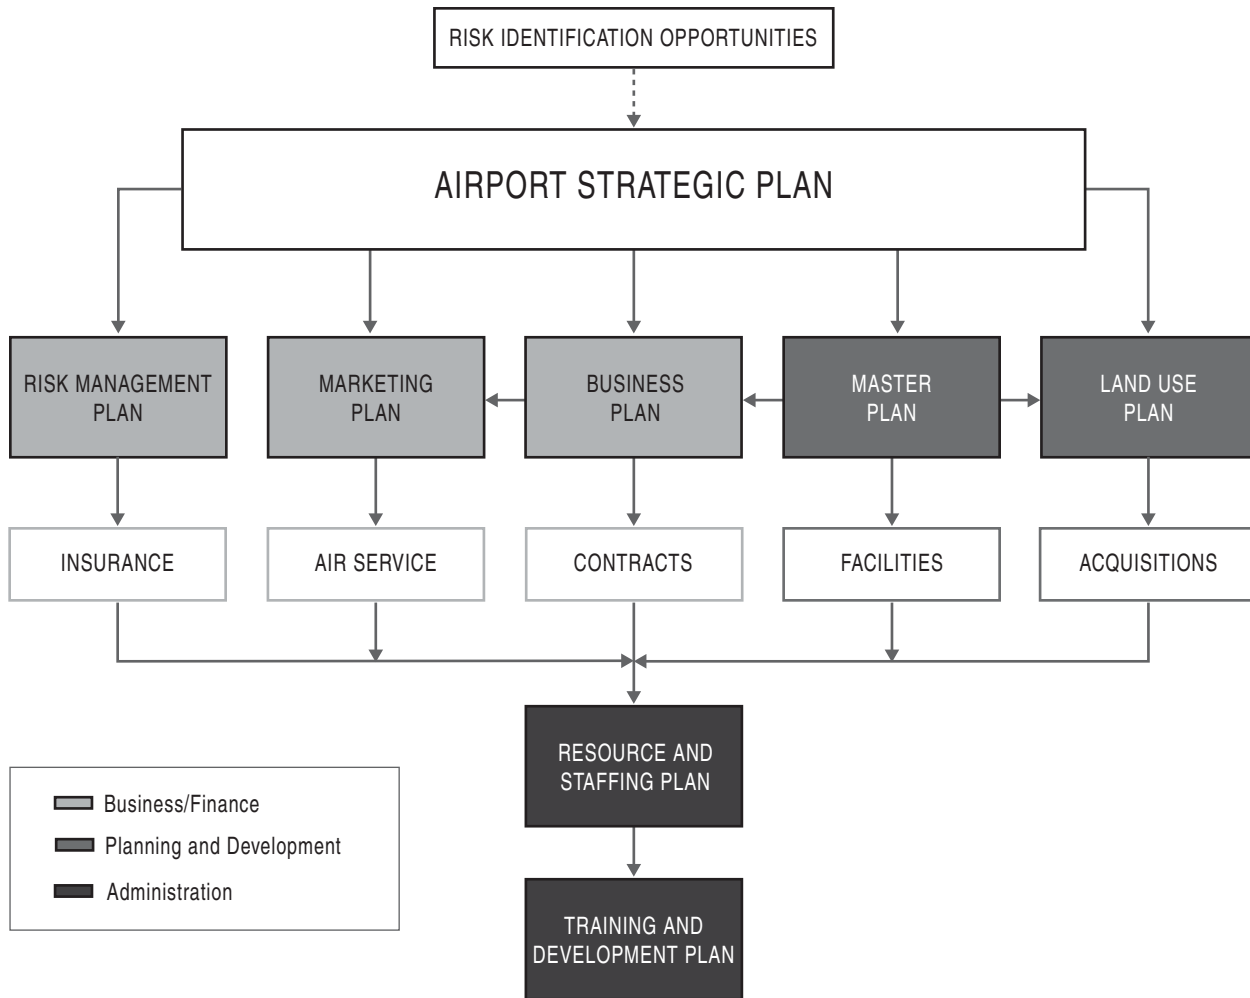 RISK IDENTIFICATION OPPORTUNITIES
AIRPORT STRATEGIC PLAN
RISK MANAGEMENT
PLAN
MARKETING
PLAN
BUSINESS
PLAN
MASTER
PLAN
LAND USE
PLAN
INSURANCE
AIR SERVICE
CONTRACTS
FACILITIES
ACQUISITIONS
RESOURCE AND
STAFFING PLAN
TRAINING AND
DEVELOPMENT PLAN
Business/Finance
Planning and Development
Administration